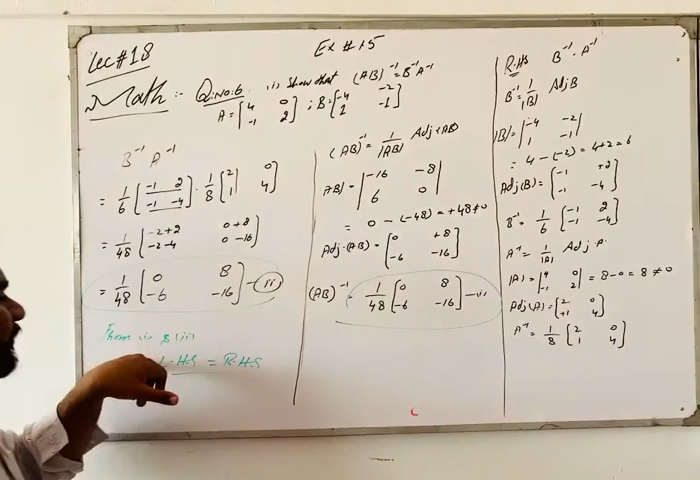 Lec#18
Ex # 1.5
Math :- Q.No.6 ii) Show that (AB)⁻¹ = B⁻¹A⁻¹
A = [4 0; -1 2] ; B = [-4 -2; 1 -1]
B⁻¹ A⁻¹
= 1/6 [-1 2; -1 -4] · 1/8 [2 0; 1 4]
= 1/48 [-2+2 0+8; -2-4 0-16]
= 1/48 [0 8; -6 -16] — (ii)
From (i) & (ii)
L.H.S = R.H.S
(AB)⁻¹ = 1/|AB| Adj(AB)
|AB| = |-16 -8; 6 0|
= 0 - (-48) = +48 ≠ 0
Adj·(AB) = [0 +8; -6 -16]
(AB)⁻¹ = 1/48 [0 8; -6 -16] — (i)
R.H.S B⁻¹ · A⁻¹
B⁻¹ = 1/|B| Adj B
|B| = |-4 -2; 1 -1|
= 4 - (-2) = 4+2 = 6
Adj(B) = [-1 +2; -1 -4]
B⁻¹ = 1/6 [-1 2; -1 -4]
A⁻¹ = 1/|A| Adj·A
|A| = |4 0; -1 2| = 8-0 = 8 ≠ 0
Adj(A) = [2 0; +1 4]
A⁻¹ = 1/8 [2 0; 1 4]